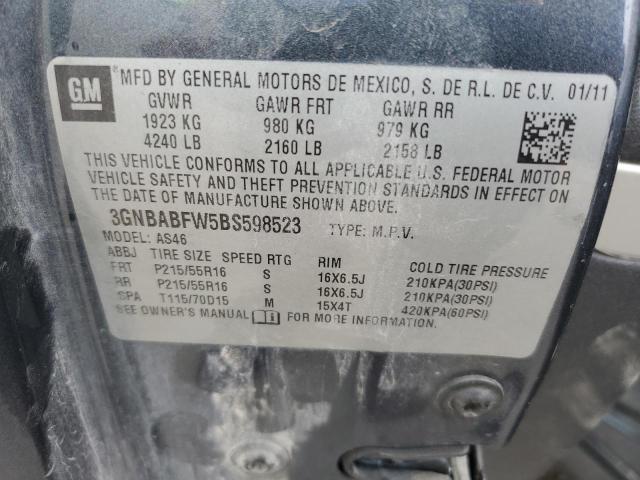 GM
MFD BY GENERAL MOTORS DE MEXICO, S. DE R.L. DE C.V. 01/11
GVWR GAWR FRT GAWR RR
1923 KG 980 KG 979 KG
4240 LB 2160 LB 2158 LB
THIS VEHICLE CONFORMS TO ALL APPLICABLE U.S. FEDERAL MOTOR
VEHICLE SAFETY AND THEFT PREVENTION STANDARDS IN EFFECT ON
THE DATE OF MANUFACTURE SHOWN ABOVE.
3GNBABFW5BS598523 TYPE: M.P.V.
MODEL: AS46
ABBJ TIRE SIZE SPEED RTG RIM COLD TIRE PRESSURE
FRT P215/55R16 S 16X6.5J 210KPA(30PSI)
RR P215/55R16 S 16X6.5J 210KPA(30PSI)
SPA T115/70D15 M 15X4T 420KPA(60PSI)
SEE OWNER'S MANUAL FOR MORE INFORMATION.